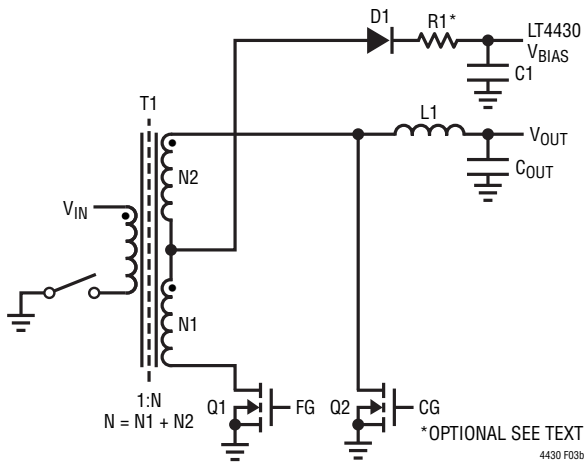 D1
R1*
LT4430
VBIAS
C1
T1
L1
VOUT
COUT
N2
VIN
N1
1:N
N = N1 + N2
Q1
FG
Q2
CG
*OPTIONAL SEE TEXT
4430 F03b